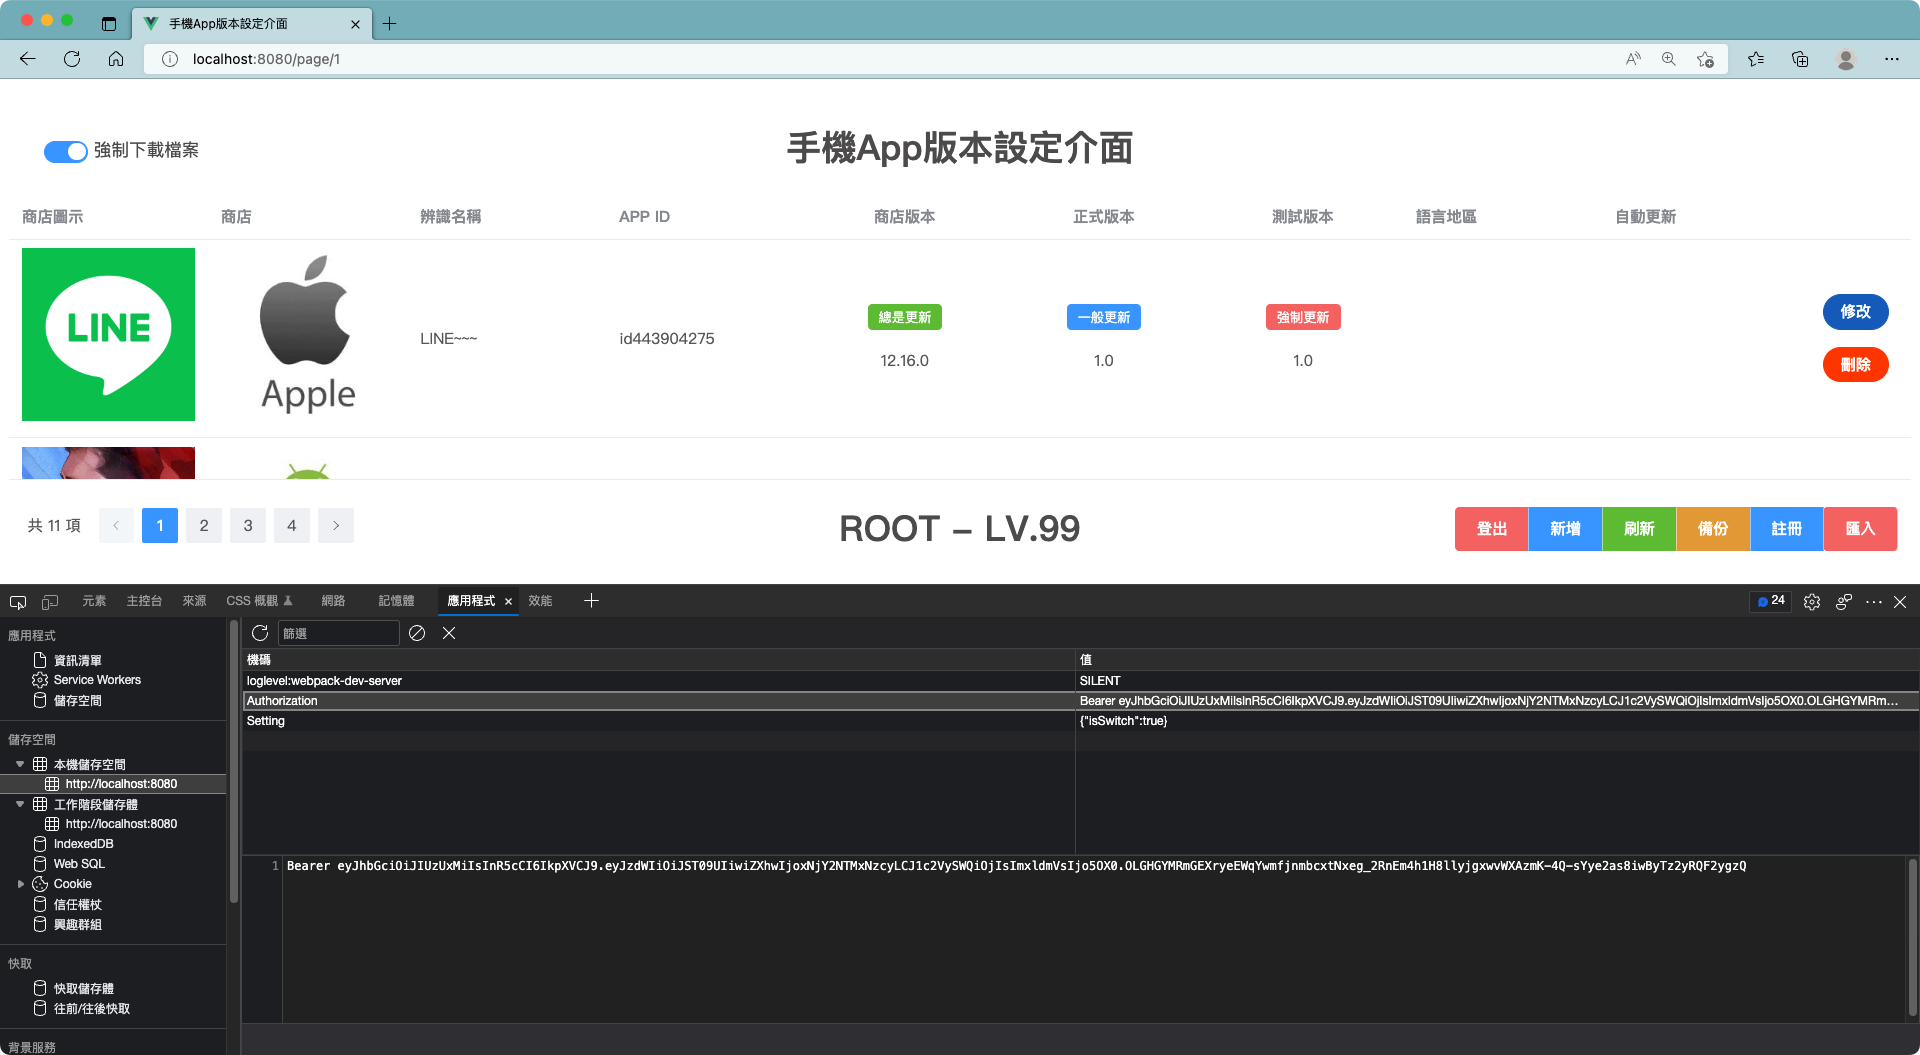 手機App版本設定介面
localhost:8080/page/1
強制下載檔案
手機App版本設定介面
商店圖示 商店 辨識名稱 APP ID 商店版本 正式版本 測試版本 語言地區 自動更新
LINE
Apple
LINE~~~
id443904275
總是更新
12.16.0
一般更新
1.0
強制更新
1.0
修改
刪除
共 11 項 1 2 3 4
ROOT – LV.99
登出 新增 刷新 備份 註冊 匯入
元素 主控台 來源 CSS 概觀 網路 記憶體 應用程式 效能 24
應用程式
資訊清單
Service Workers
儲存空間
儲存空間
本機儲存空間
http://localhost:8080
工作階段儲存體
http://localhost:8080
IndexedDB
Web SQL
Cookie
信任權杖
興趣群組
快取
快取儲存體
往前/往後快取
背景服務
篩選
機碼 值
loglevel:webpack-dev-server SILENT
Authorization Bearer eyJhbGciOiJIUzUxMiIsInR5cCI6IkpXVCJ9.eyJzdWIiOiJST09UIiwiZXhwIjoxNjY2NTMxNzcyLCJ1c2VySWQiOjIsImxldmVsIjo5OX0.OLGHGYMRm...
Setting {"isSwitch":true}
1 Bearer eyJhbGciOiJIUzUxMiIsInR5cCI6IkpXVCJ9.eyJzdWIiOiJST09UIiwiZXhwIjoxNjY2NTMxNzcyLCJ1c2VySWQiOjIsImxldmVsIjo5OX0.OLGHGYMRmGEXryeEWqYwmfjnmbcxtNxeg_2RnEm4h1H8llyjgxwvWXAzmK-4Q-sYye2as8iwByTz2yRQF2ygzQ